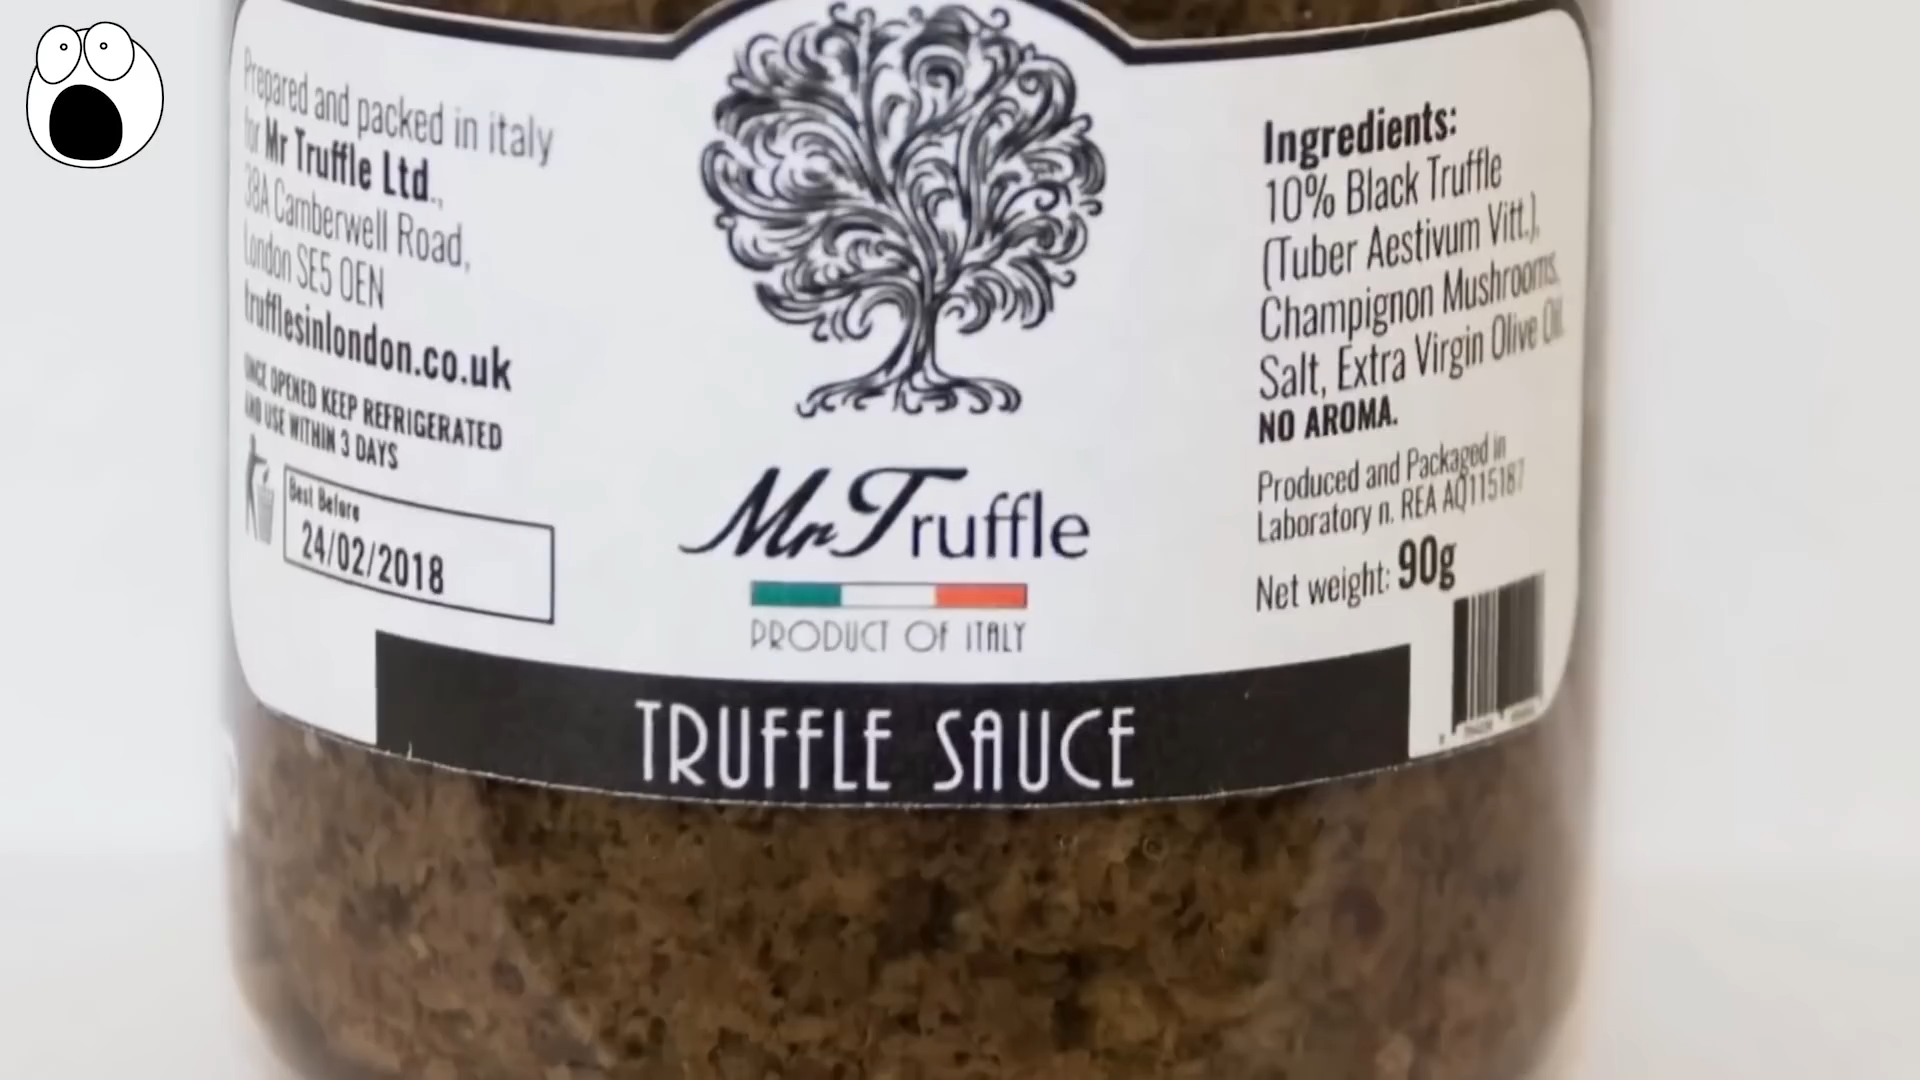 Prepared and packed in italy
for Mr Truffle Ltd.,
38A Camberwell Road,
London SE5 0EN
trufflesinlondon.co.uk
ONCE OPENED KEEP REFRIGERATED
AND USE WITHIN 3 DAYS
Best Before
24/02/2018
Mr Truffle
PRODUCT OF ITALY
TRUFFLE SAUCE
Ingredients:
10% Black Truffle
(Tuber Aestivum Vitt.),
Champignon Mushrooms,
Salt, Extra Virgin Olive Oil.
NO AROMA.
Produced and Packaged in
Laboratory n. REA AQ115187
Net weight: 90g